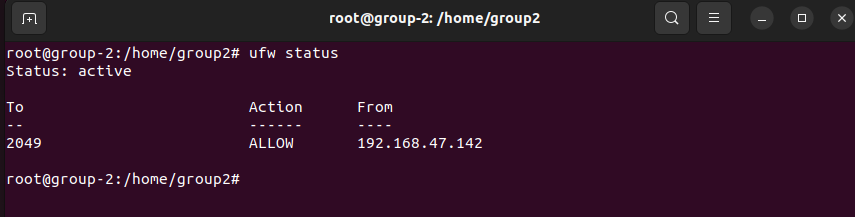 root@group-2: /home/group2
root@group-2:/home/group2# ufw status
Status: active
To                         Action      From
--                         ------      ----
2049                       ALLOW       192.168.47.142
root@group-2:/home/group2#